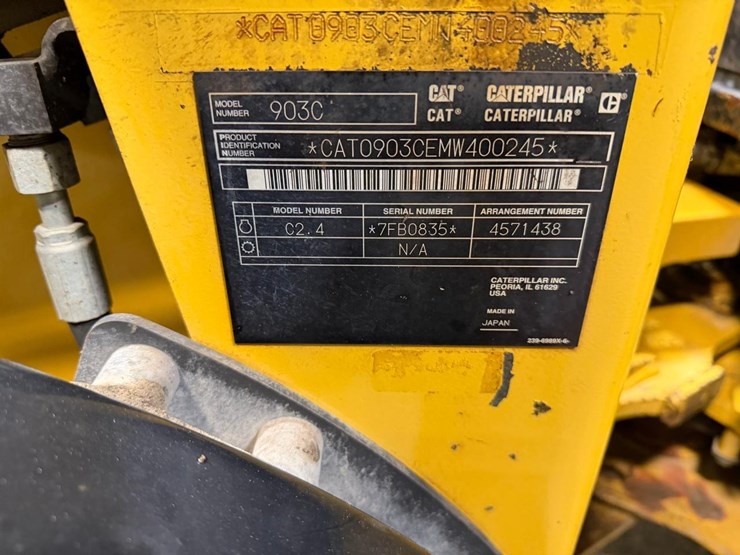 *CAT0903CEMW400245*
MODEL NUMBER 903C
CAT® CATERPILLAR® C
CAT® CATERPILLAR®
PRODUCT IDENTIFICATION NUMBER *CAT0903CEMW400245*
MODEL NUMBER SERIAL NUMBER ARRANGEMENT NUMBER
C2.4 *7FB0835* 4571438
N/A
CATERPILLAR INC.
PEORIA, IL 61629
USA
MADE IN
JAPAN